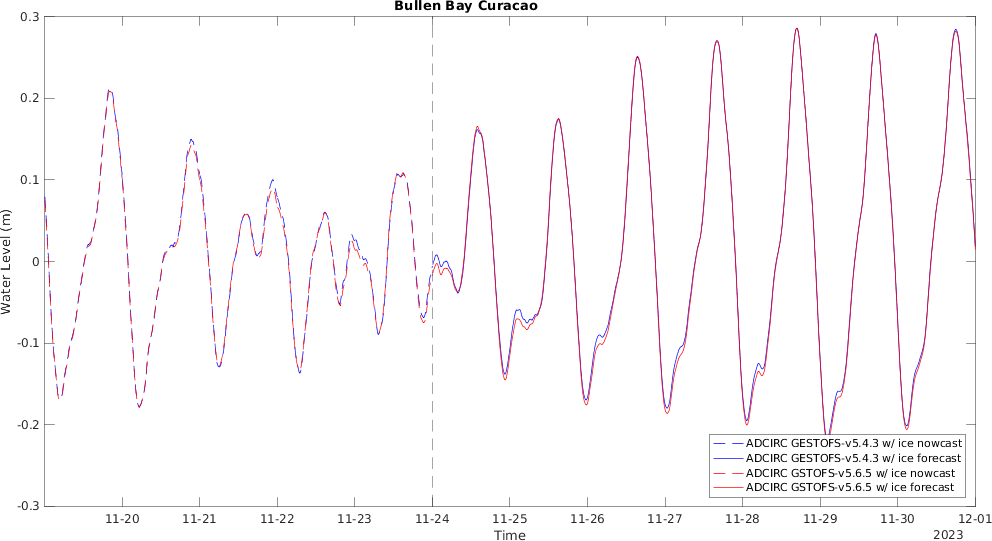 Bullen Bay Curacao
0.3
0.2
0.1
0
-0.1
-0.2
-0.3
Water Level (m)
ADCIRC GESTOFS-v5.4.3 w/ ice nowcast
ADCIRC GESTOFS-v5.4.3 w/ ice forecast
ADCIRC GSTOFS-v5.6.5 w/ ice nowcast
ADCIRC GSTOFS-v5.6.5 w/ ice forecast
11-20 11-21 11-22 11-23 11-24 11-25 11-26 11-27 11-28 11-29 11-30 12-01
Time
2023